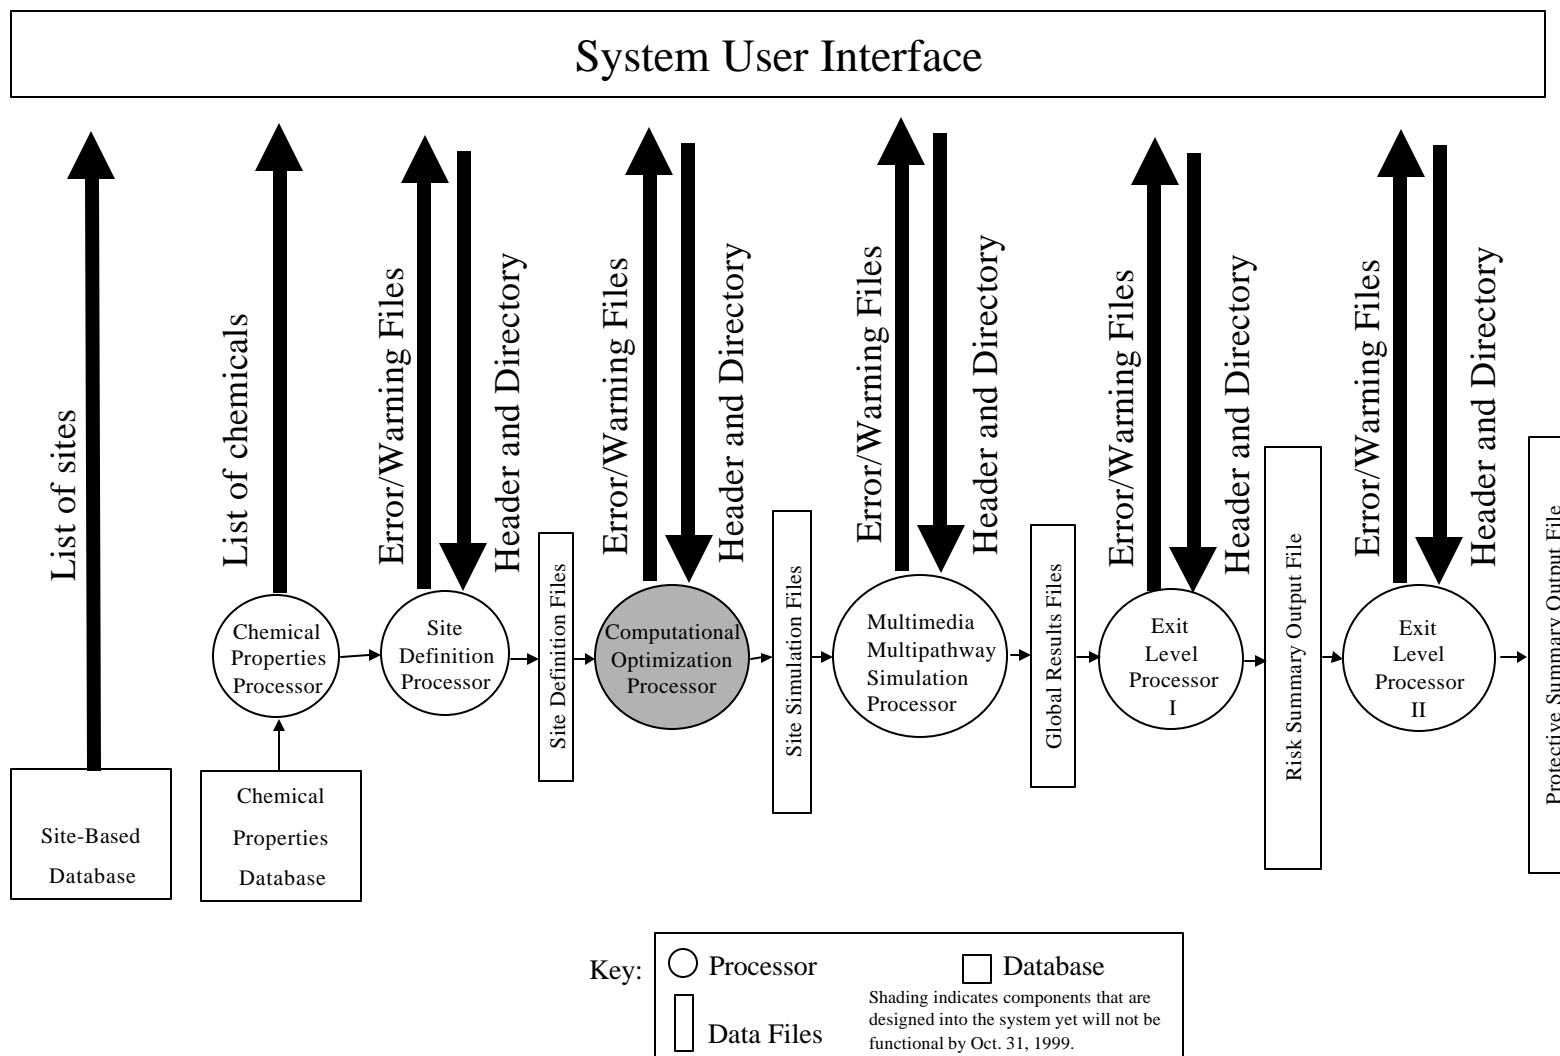 System User Interface
List of sites
List of chemicals
Error/Warning Files
Header and Directory
Error/Warning Files
Header and Directory
Error/Warning Files
Header and Directory
Error/Warning Files
Header and Directory
Error/Warning Files
Header and Directory
Chemical
Properties
Processor
Site
Definition
Processor
Site Definition Files
Computational
Optimization
Processor
Site Simulation Files
Multimedia
Multipathway
Simulation
Processor
Global Results Files
Exit
Level
Processor
I
Risk Summary Output File
Exit
Level
Processor
II
Protective Summary Output File
Site-Based
Database
Chemical
Properties
Database
Key:
Processor
Database
Data Files
Shading indicates components that are
designed into the system yet will not be
functional by Oct. 31, 1999.